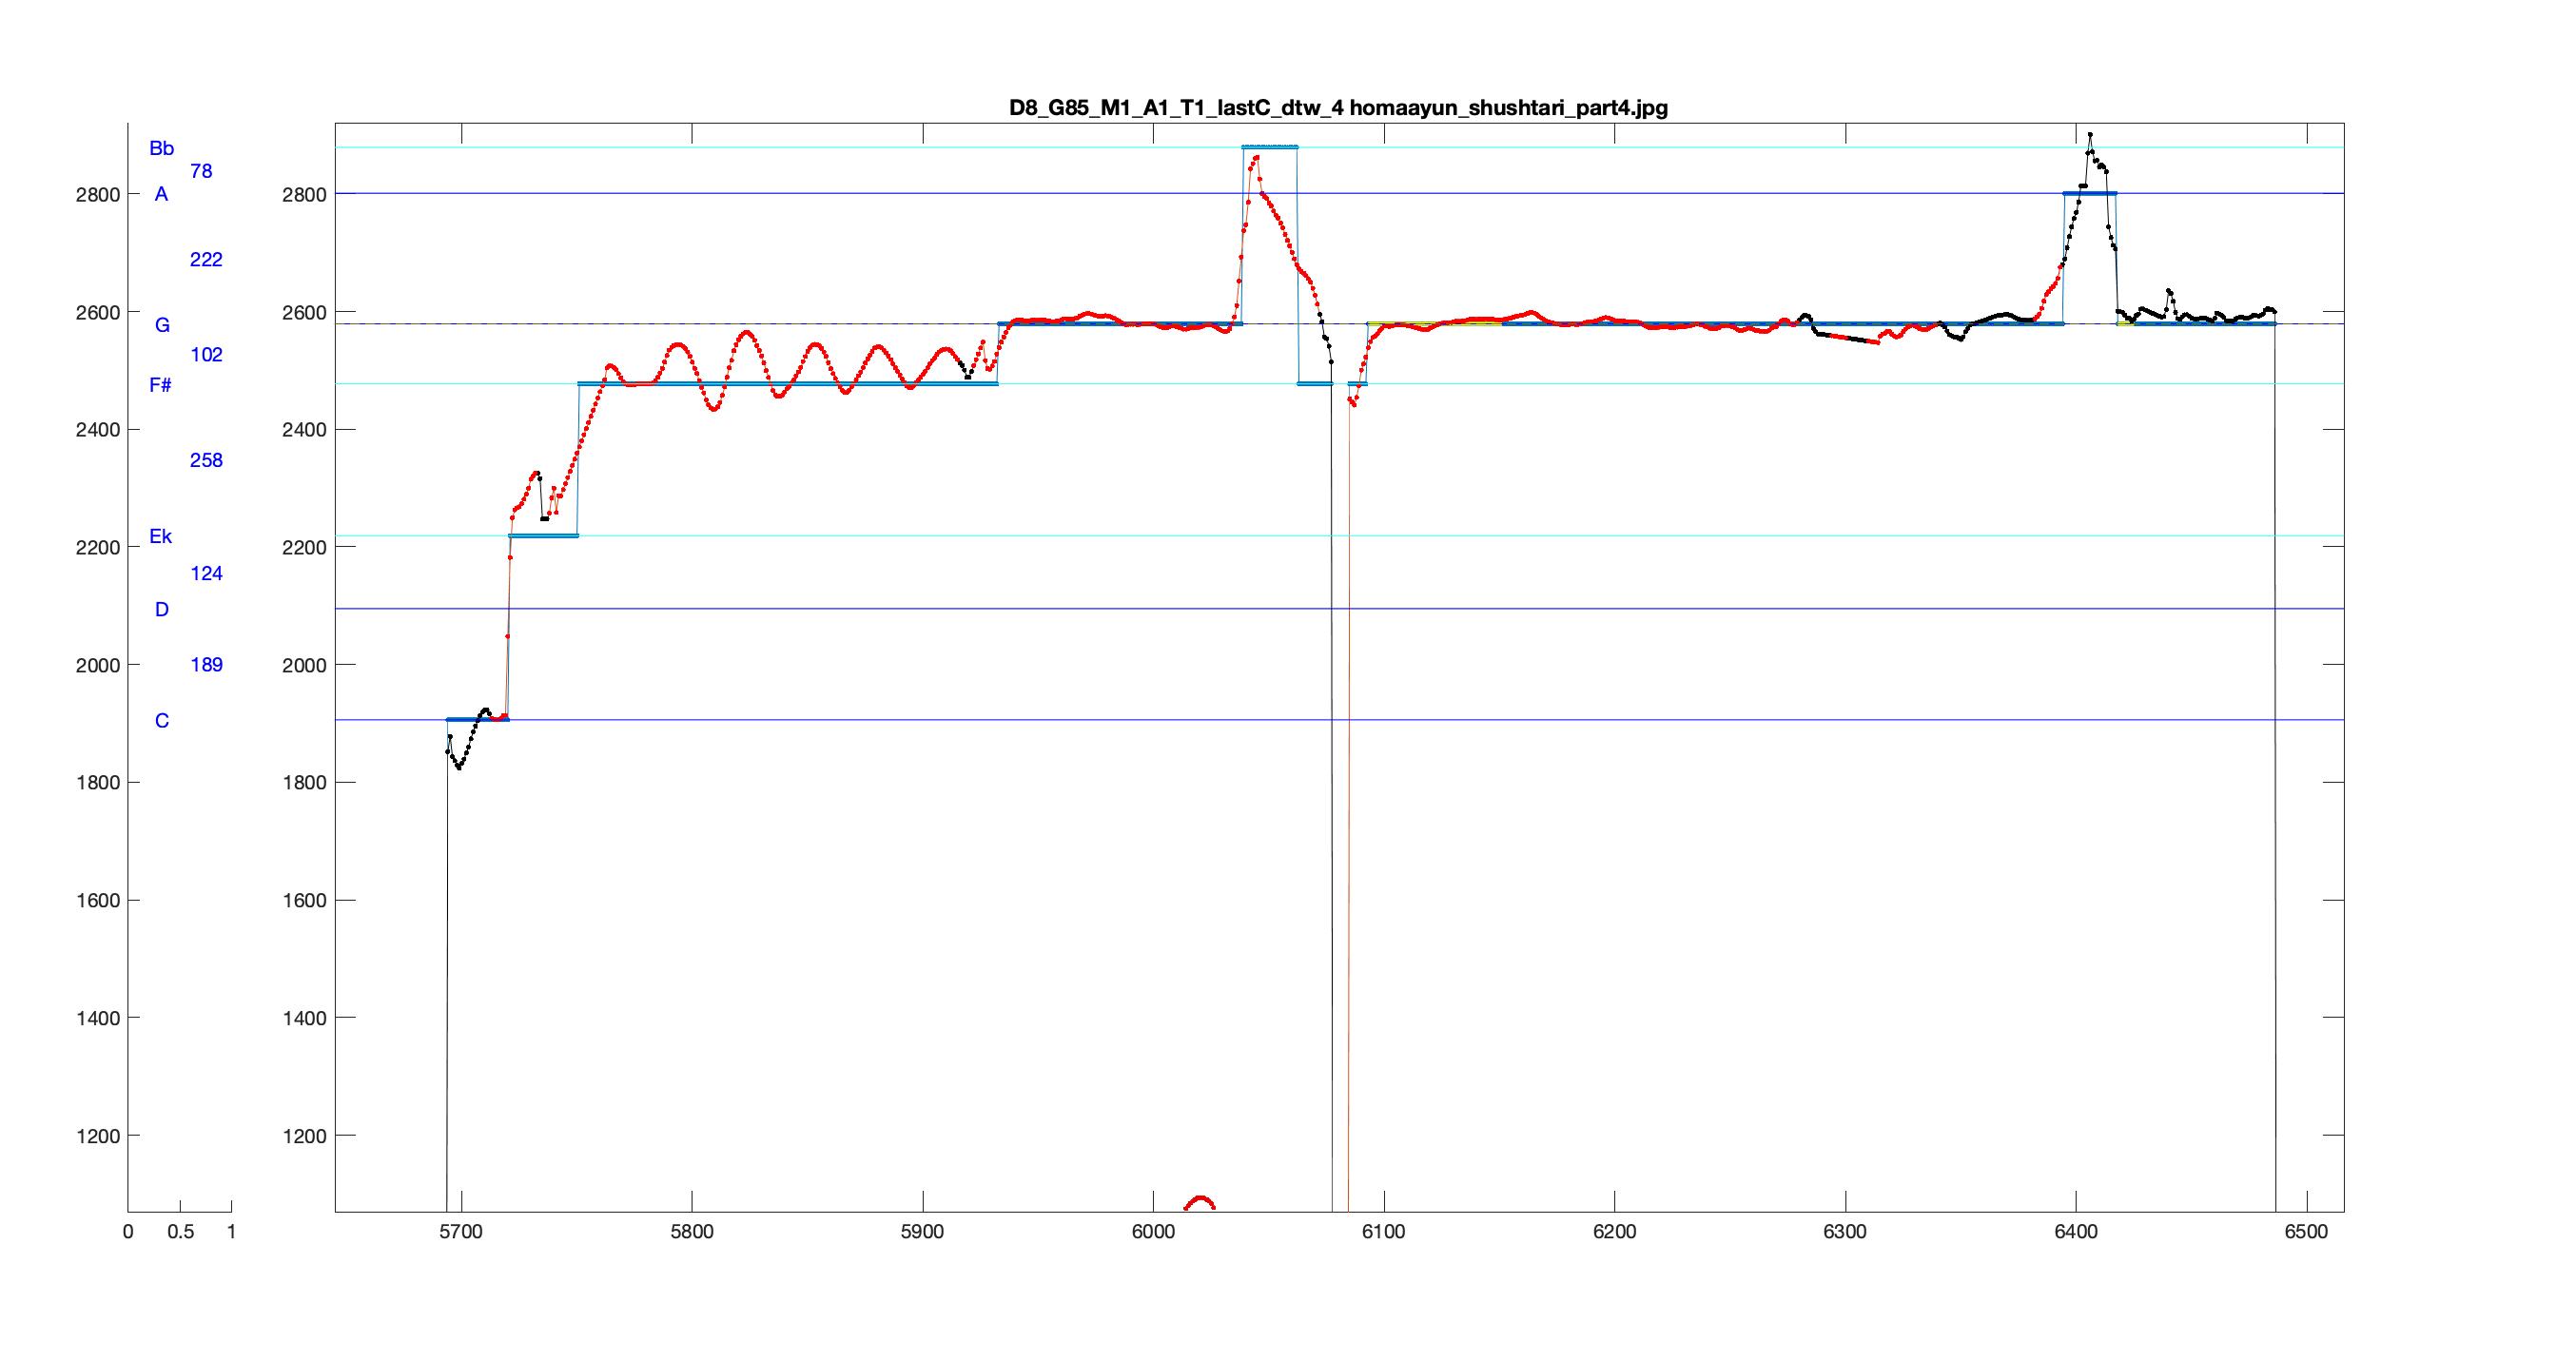 D8_G85_M1_A1_T1_lastC_dtw_4 homaayun_shushtari_part4.jpg
Bb
78
2800 A 2800
222
2600 2600
G
102
F#
2400 2400
258
Ek
2200 2200
124
D
2000 189 2000
C
1800 1800
1600 1600
1400 1400
1200 1200
0 0.5 1 5700 5800 5900 6000 6100 6200 6300 6400 6500